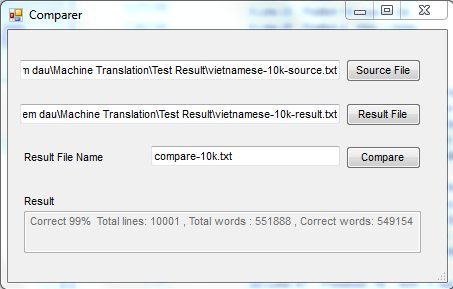 Comparer
em dau\Machine Translation\Test Result\vietnamese-10k-source.txt Source File
em dau\Machine Translation\Test Result\vietnamese-10k-result.txt Result File
Result File Name compare-10k.txt Compare
Result
Correct 99% Total lines: 10001 , Total words : 551888 , Correct words: 549154